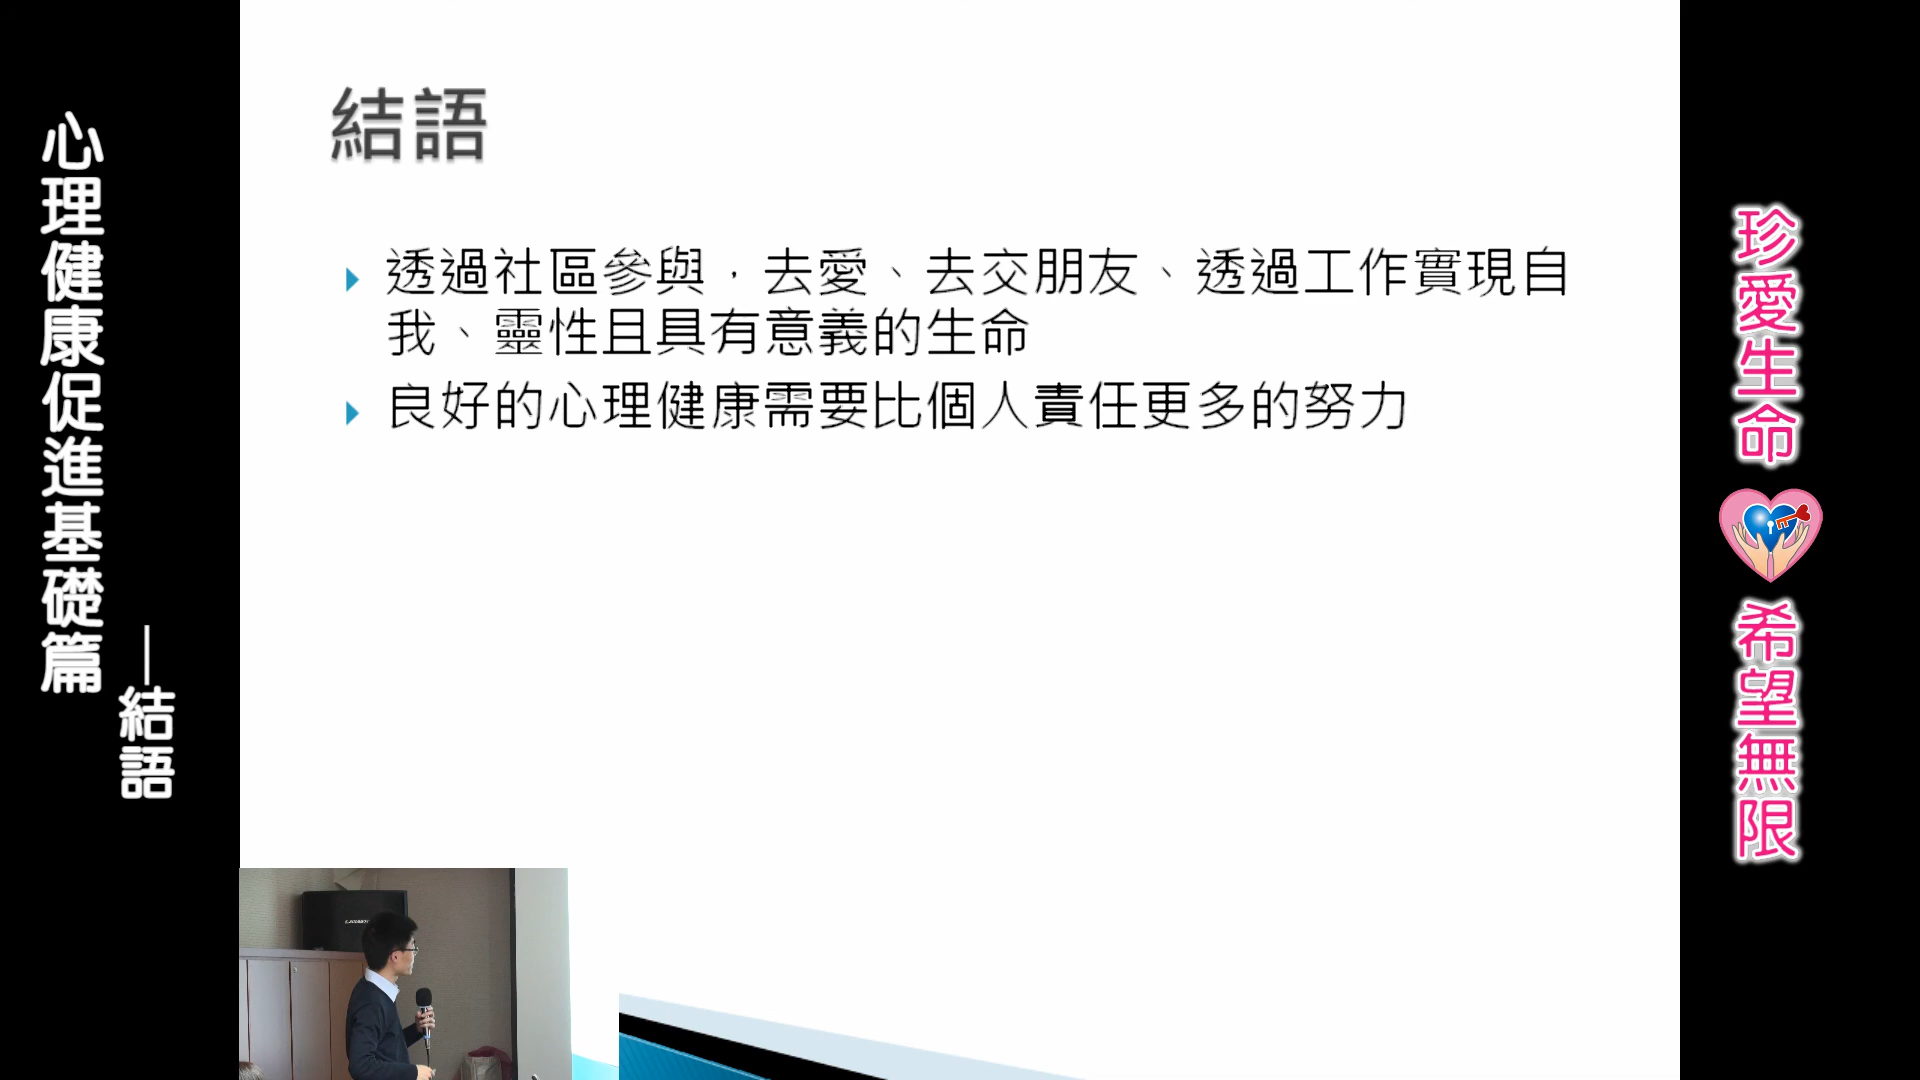 心理健康促進基礎篇
—結語
結語
透過社區參與，去愛、去交朋友、透過工作實現自
我、靈性且具有意義的生命
良好的心理健康需要比個人責任更多的努力
珍愛生命
希望無限